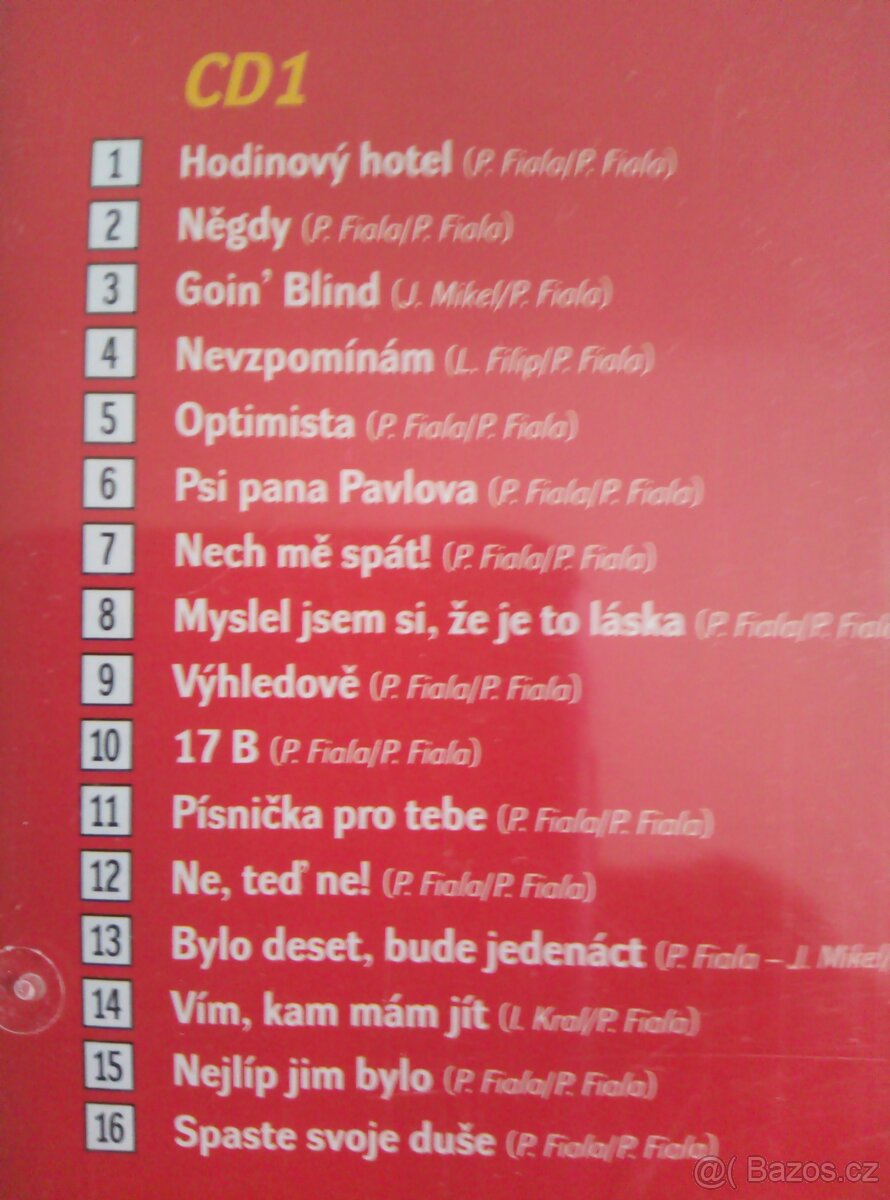 CD1
1 Hodinový hotel (P. Fiala/P. Fiala)
2 Něgdy (P. Fiala/P. Fiala)
3 Goin' Blind (J. Mikel/P. Fiala)
4 Nevzpomínám (L. Filip/P. Fiala)
5 Optimista (P. Fiala/P. Fiala)
6 Psi pana Pavlova (P. Fiala/P. Fiala)
7 Nech mě spát! (P. Fiala/P. Fiala)
8 Myslel jsem si, že je to láska (P. Fiala/P. Fial
9 Výhledově (P. Fiala/P. Fiala)
10 17 B (P. Fiala/P. Fiala)
11 Písnička pro tebe (P. Fiala/P. Fiala)
12 Ne, teď ne! (P. Fiala/P. Fiala)
13 Bylo deset, bude jedenáct (P. Fiala – J. Mikel/
14 Vím, kam mám jít (I. Kral/P. Fiala)
15 Nejlíp jim bylo (P. Fiala/P. Fiala)
16 Spaste svoje duše (P. Fiala/P. Fiala)
@( Bazos.cz